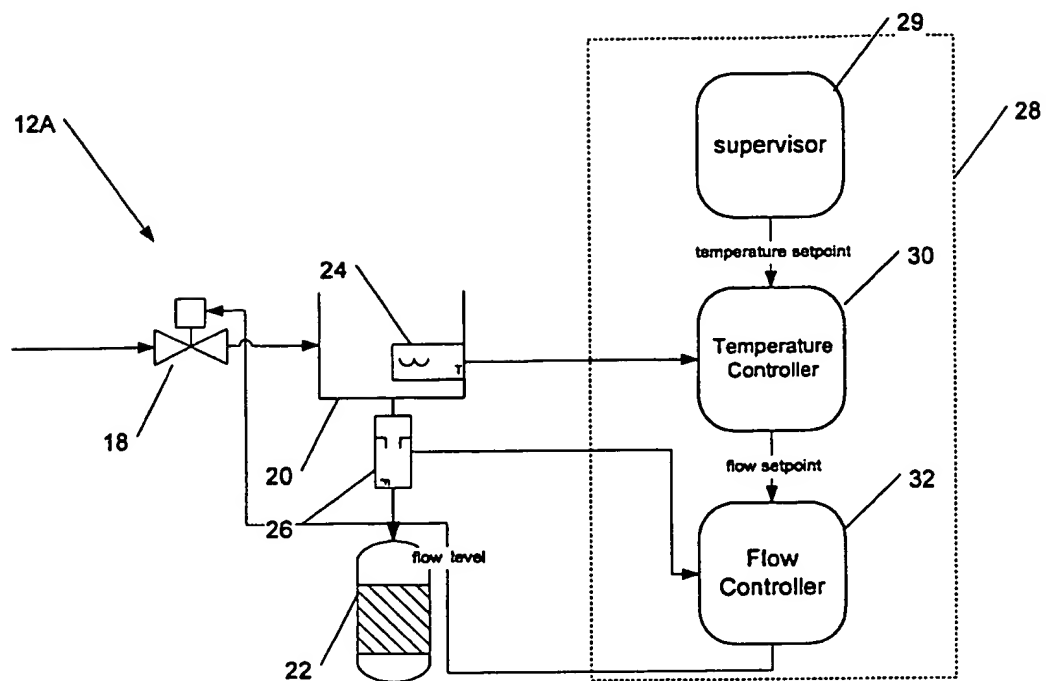 29
12A
28
supervisor
temperature setpoint
30
24
T
Temperature
Controller
18
20
flow setpoint
32
F
26
flow level
Flow
Controller
22